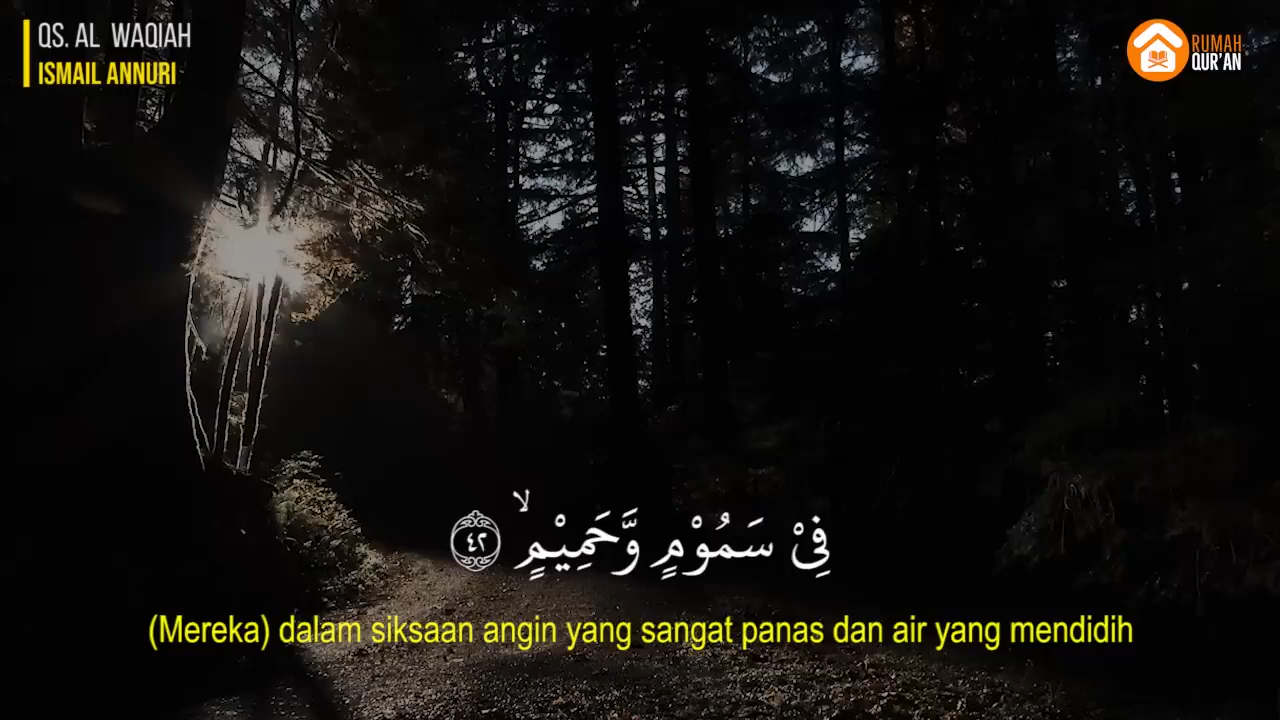 QS. AL WAQIAH
ISMAIL ANNURI
RUMAH
QUR'AN
فِيْ سَمُوْمٍ وَّحَمِيْمٍۙ ٤٢
(Mereka) dalam siksaan angin yang sangat panas dan air yang mendidih